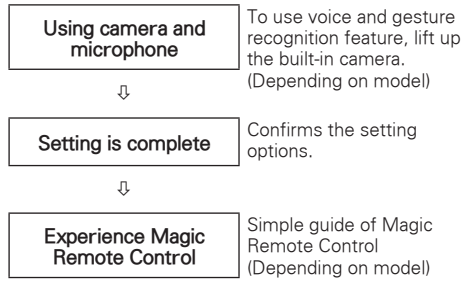 Using camera and
microphone
To use voice and gesture
recognition feature, lift up
the built-in camera.
(Depending on model)
⇩
Setting is complete
Confirms the setting
options.
⇩
Experience Magic
Remote Control
Simple guide of Magic
Remote Control
(Depending on model)